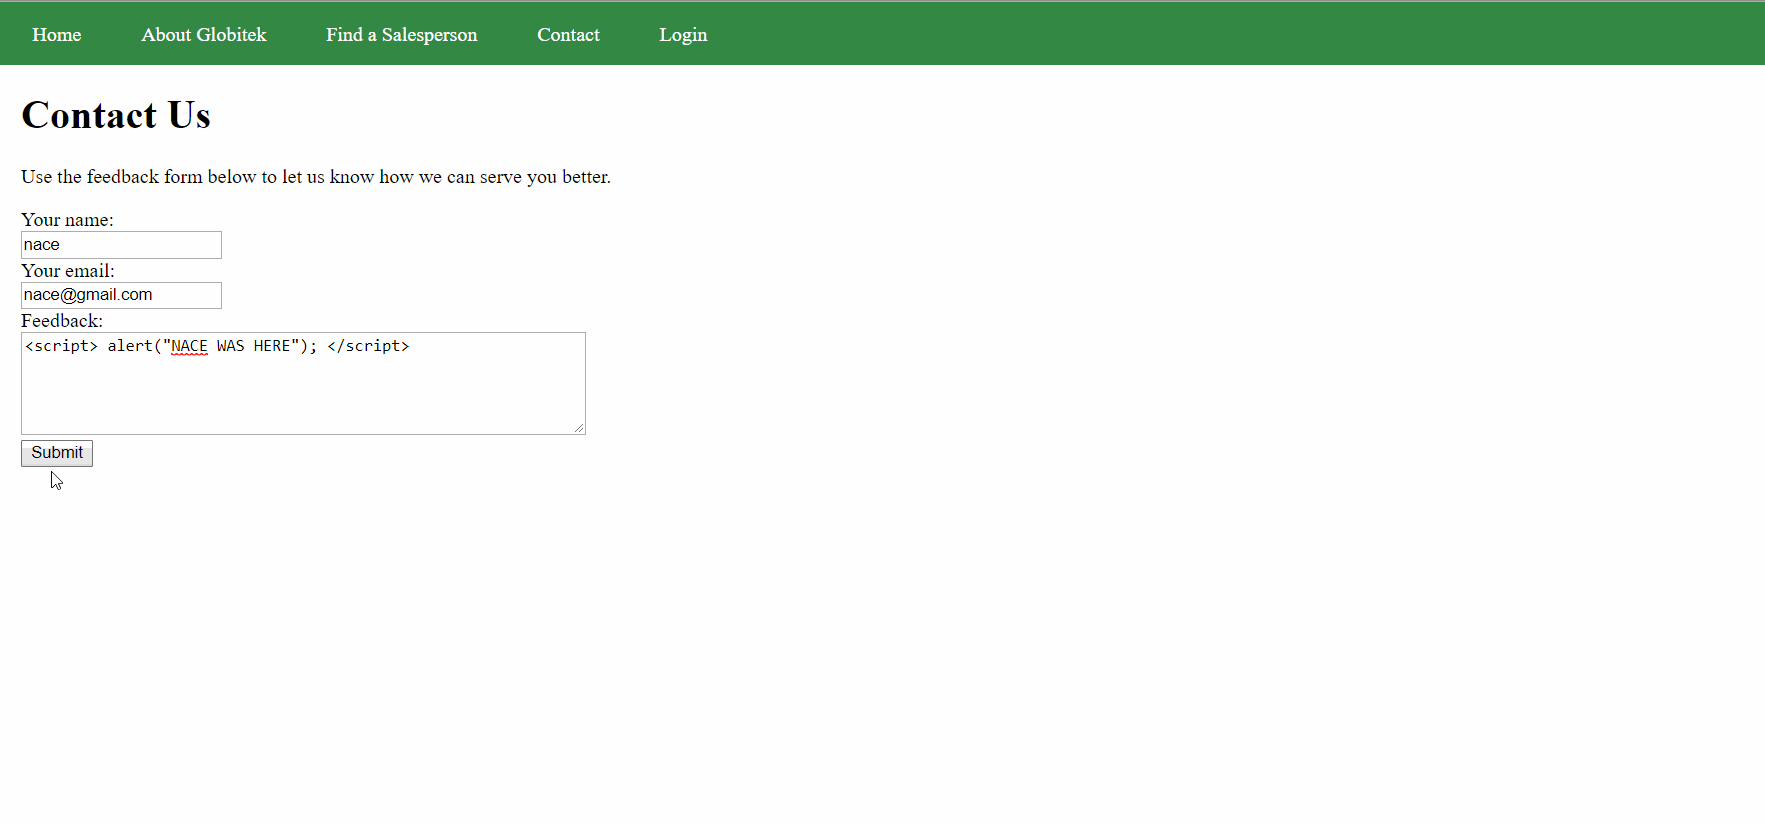 Home About Globitek Find a Salesperson Contact Login
Contact Us
Use the feedback form below to let us know how we can serve you better.
Your name:
nace
Your email:
nace@gmail.com
Feedback:
<script> alert("NACE WAS HERE"); </script>
Submit